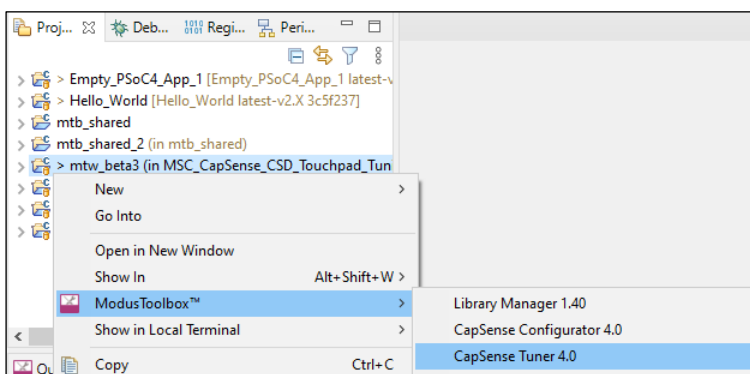 Proj... Deb... Regi... Peri...
> Empty_PSoC4_App_1 [Empty_PSoC4_App_1 latest-v
> Hello_World [Hello_World latest-v2.X 3c5f237]
mtb_shared
mtb_shared_2 (in mtb_shared)
> mtw_beta3 (in MSC_CapSense_CSD_Touchpad_Tun
New
Go Into
Open in New Window
Show In Alt+Shift+W >
ModusToolbox™
Library Manager 1.40
Show in Local Terminal
CapSense Configurator 4.0
CapSense Tuner 4.0
Copy Ctrl+C